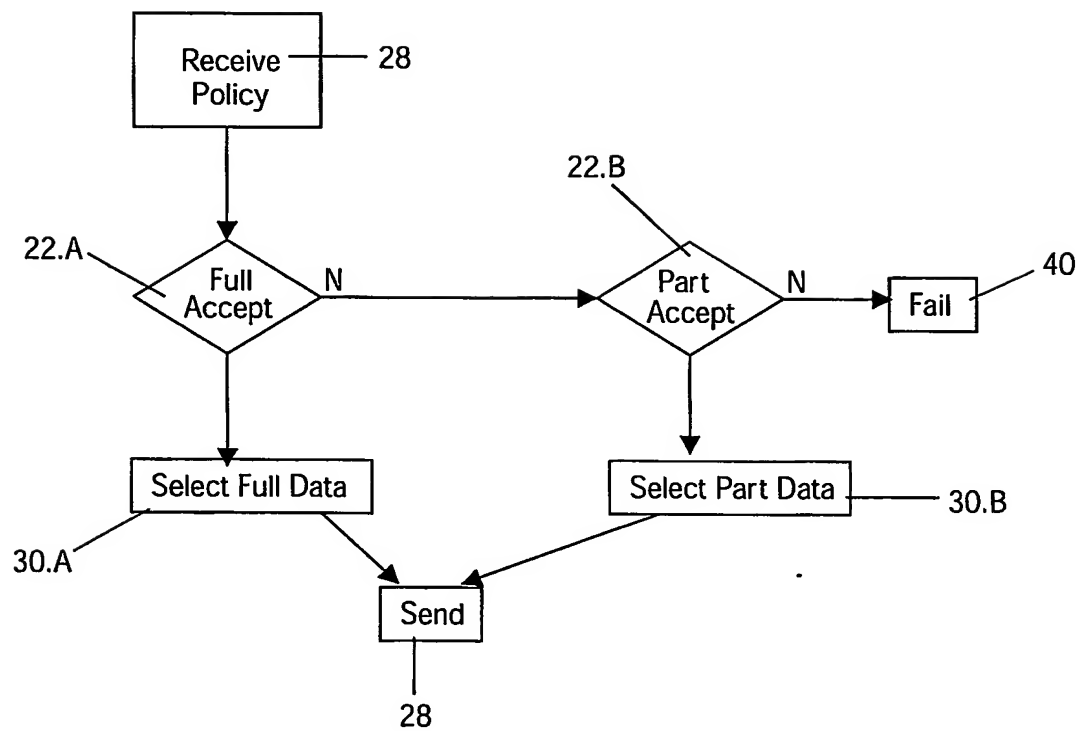 Receive
Policy
28
22.B
22.A
Full
Accept
N
Part
Accept
N
Fail
40
Select Full Data
Select Part Data
30.B
30.A
Send
28